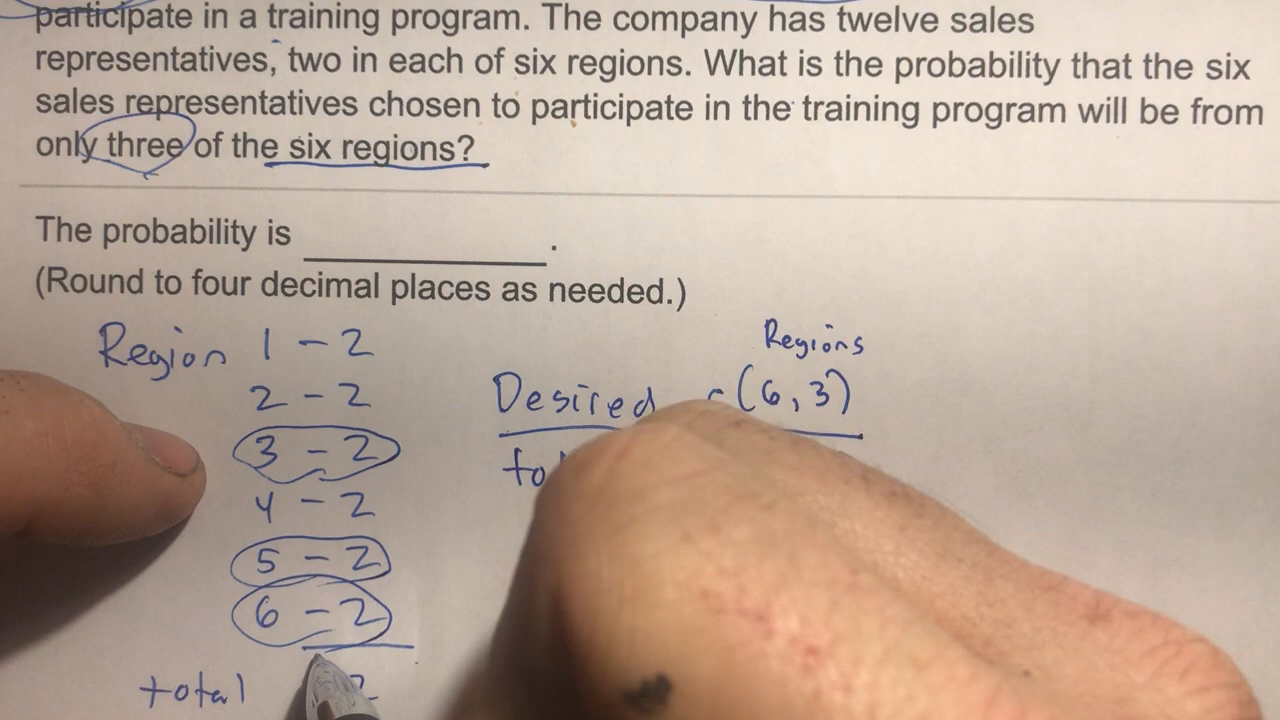 participate in a training program. The company has twelve sales
representatives, two in each of six regions. What is the probability that the six
sales representatives chosen to participate in the training program will be from
only three of the six regions?
The probability is ____________.
(Round to four decimal places as needed.)
Region 1 - 2
2 - 2
3 - 2
4 - 2
5 - 2
6 - 2
total
Regions
Desired (6,3)